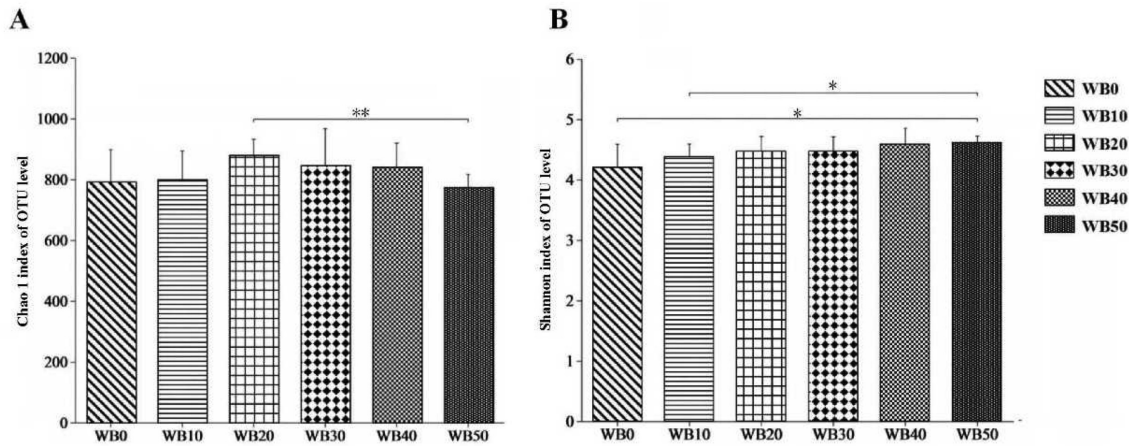 A
Chao 1 index of OTU level
1200
1000
800
600
400
200
0
**
WB0 WB10 WB20 WB30 WB40 WB50
B
Shannon index of OTU level
6
5
4
3
2
1
0
*
*
WB0 WB10 WB20 WB30 WB40 WB50
WB0
WB10
WB20
WB30
WB40
WB50